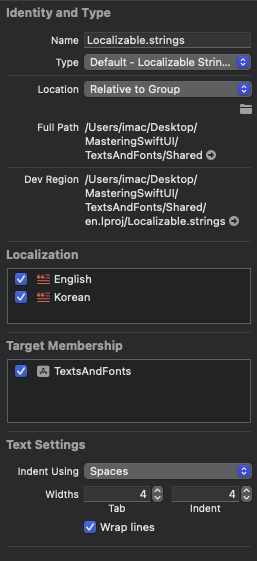 Identity and Type
Name Localizable.strings
Type Default - Localizable Strin...
Location Relative to Group
Full Path /Users/imac/Desktop/
MasteringSwiftUI/
TextsAndFonts/Shared
Dev Region /Users/imac/Desktop/
MasteringSwiftUI/
TextsAndFonts/Shared/
en.lproj/Localizable.strings
Localization
English
Korean
Target Membership
TextsAndFonts
Text Settings
Indent Using Spaces
Widths 4 4
Tab Indent
Wrap lines